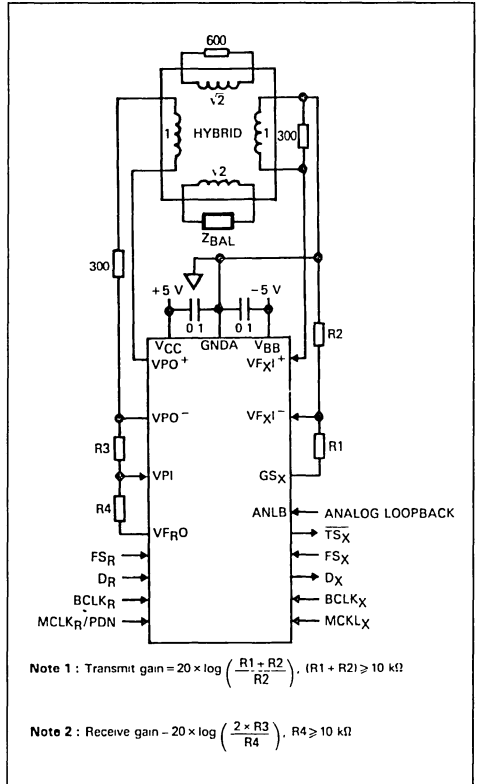 600
√2
1
HYBRID
1
300
√2
ZBAL
300
+5 V
-5 V
0 1
0 1
R2
VCC
GNDA
VBB
VPO+
VFXI+
VPO-
VFXI-
R3
R1
VPI
GSX
R4
ANLB
ANALOG LOOPBACK
VFRO
TSX
FSR
FSX
DR
DX
BCLKR
BCLKX
MCLKR/PDN
MCKLX
Note 1 : Transmit gain = 20 × log ( R1 + R2 / R2 ), (R1 + R2) ⩾ 10 kΩ
Note 2 : Receive gain – 20 × log ( 2 × R3 / R4 ), R4 ⩾ 10 kΩ